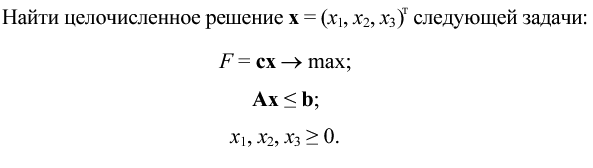 Найти целочисленное решение x = (x₁, x₂, x₃)ᵀ следующей задачи:
F = cx → max;
Ax ≤ b;
x₁, x₂, x₃ ≥ 0.